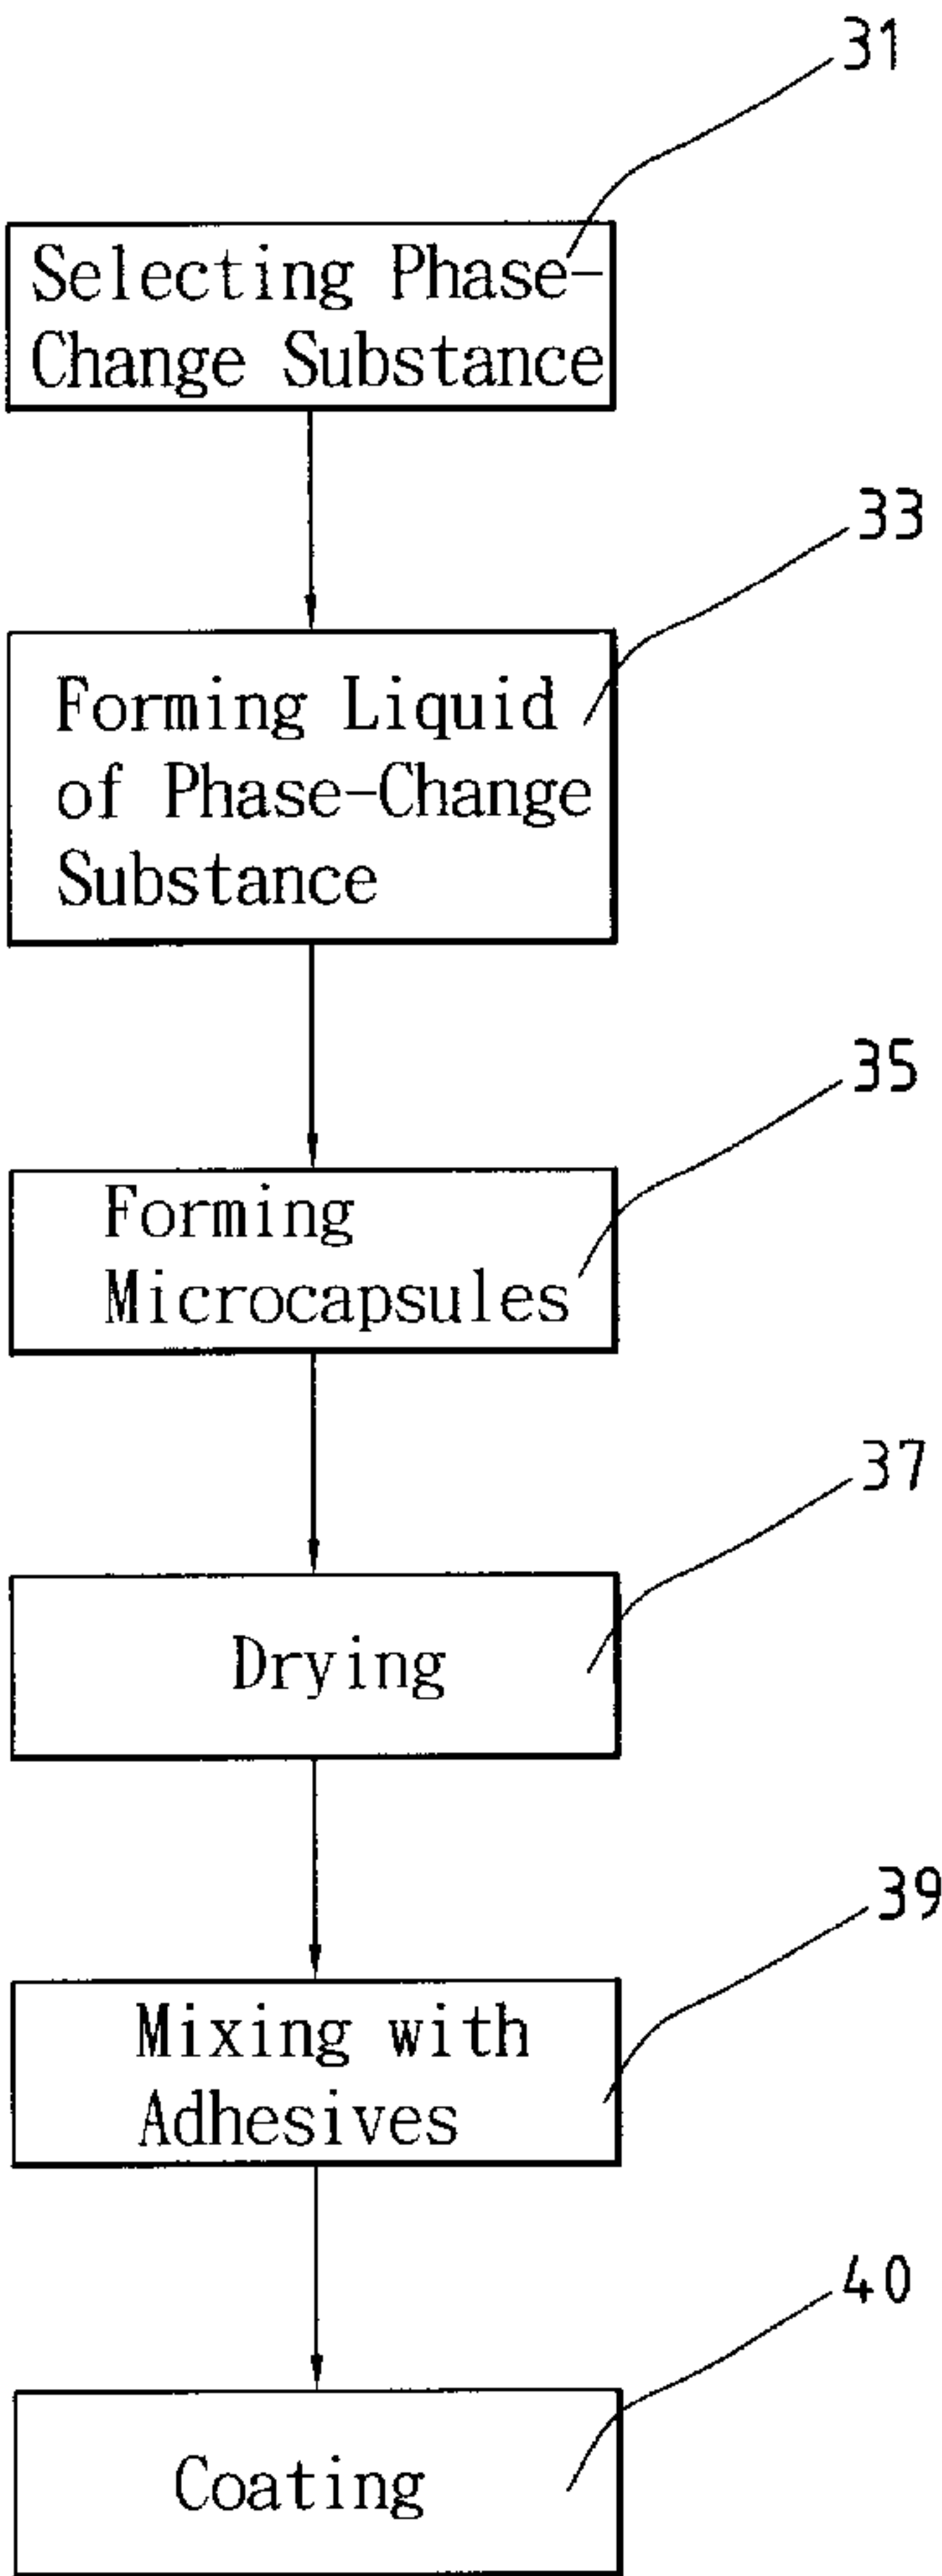 31
Selecting Phase-
Change Substance
33
Forming Liquid
of Phase-Change
Substance
35
Forming
Microcapsules
37
Drying
39
Mixing with
Adhesives
40
Coating